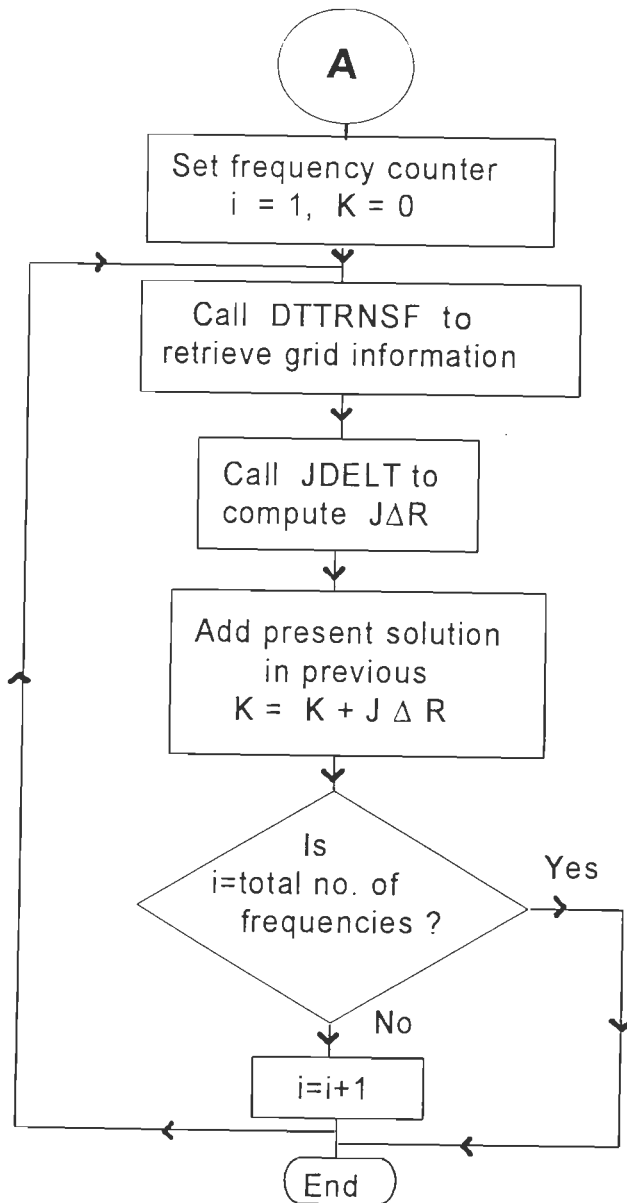 A
Set frequency counter
i = 1, K = 0
Call DTTRNSF to
retrieve grid information
Call JDELT to
compute JΔR
Add present solution
in previous
K = K + J Δ R
Is
i=total no. of
frequencies ?
Yes
No
i=i+1
End